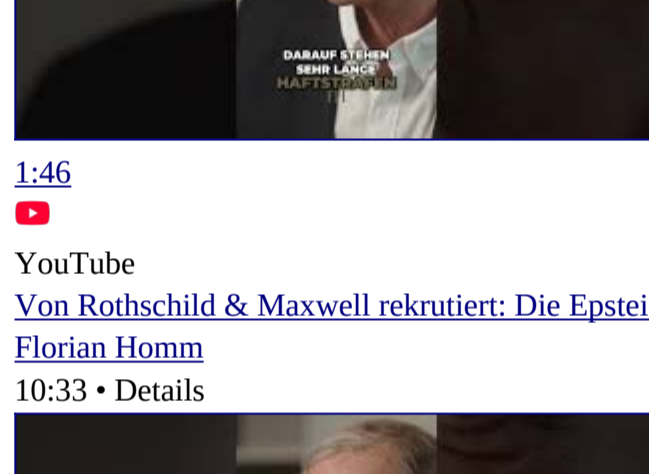 DARAUF STEHEN
SEHR LANGE
HAFTSTRAFEN
1:46
YouTube
Von Rothschild & Maxwell rekrutiert: Die Epstei
Florian Homm
10:33 • Details